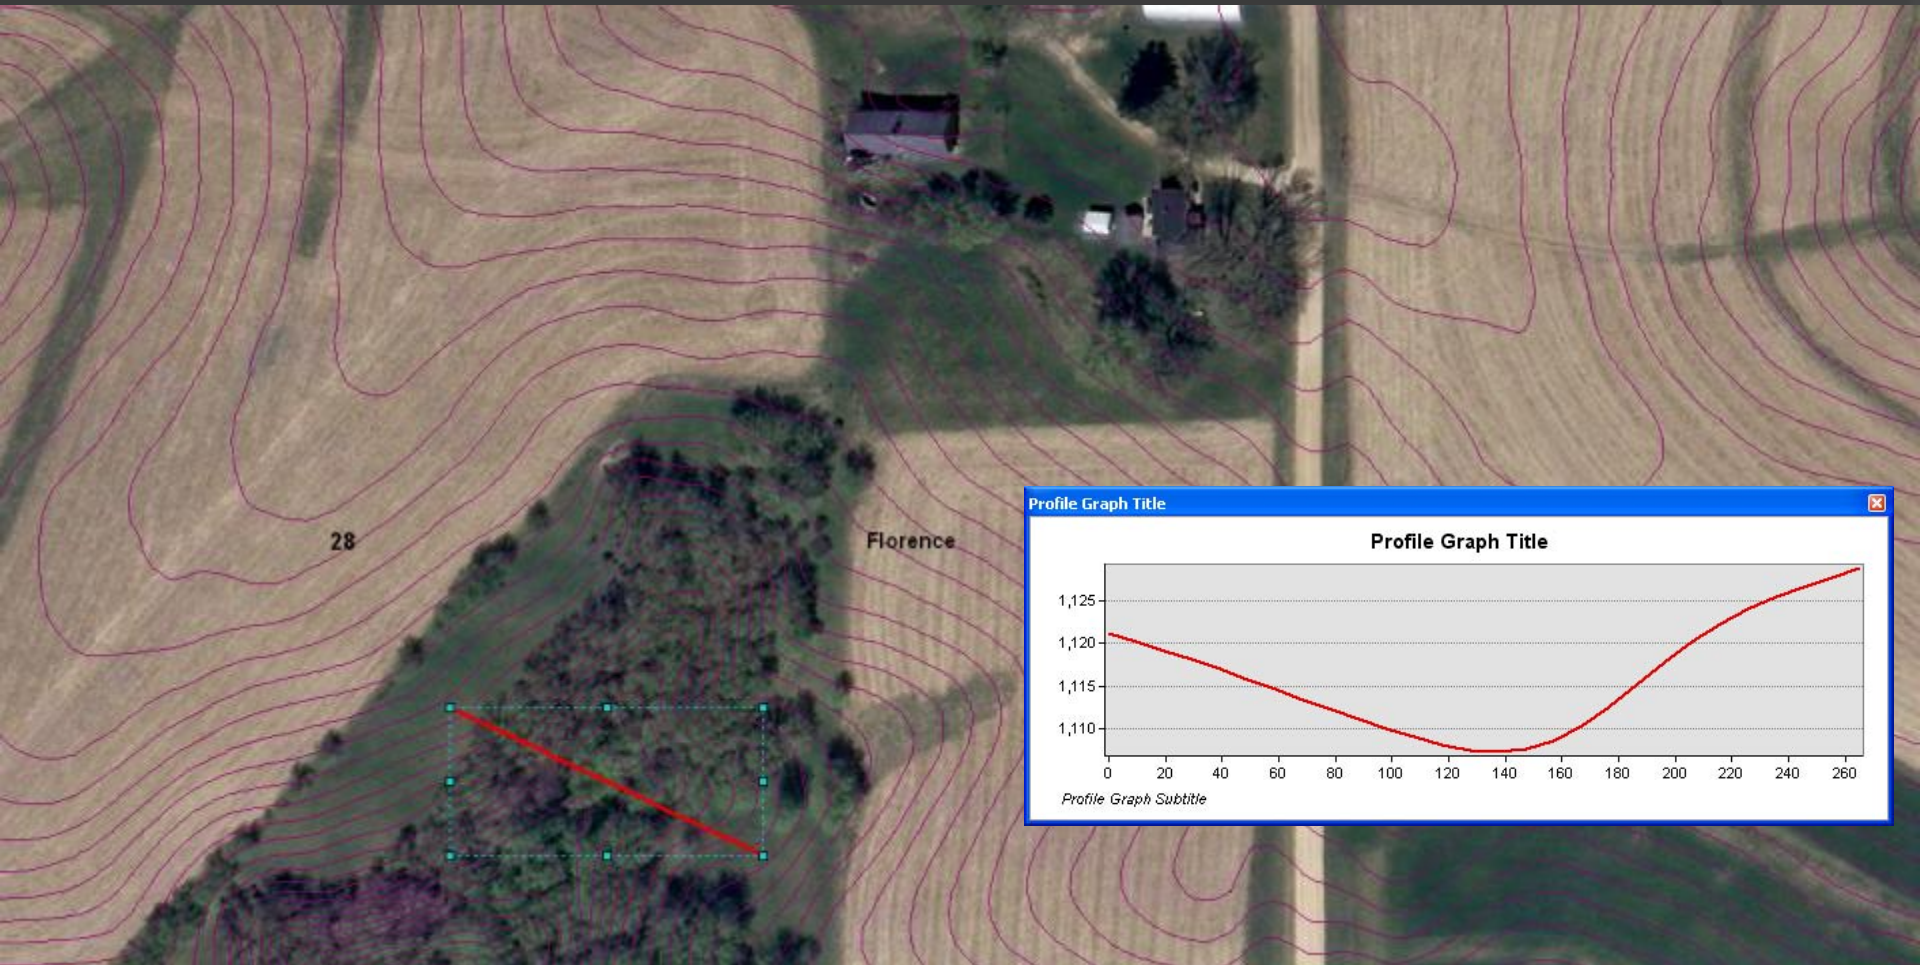 28
Florence
Profile Graph Title
Profile Graph Title
1,125
1,120
1,115
1,110
0 20 40 60 80 100 120 140 160 180 200 220 240 260
Profile Graph Subtitle